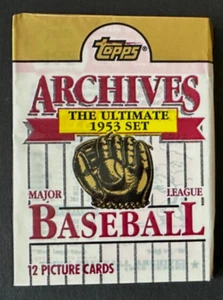 Topps
ARCHIVES
THE ULTIMATE
1953 SET
MAJOR LEAGUE
BASEBALL
12 PICTURE CARDS